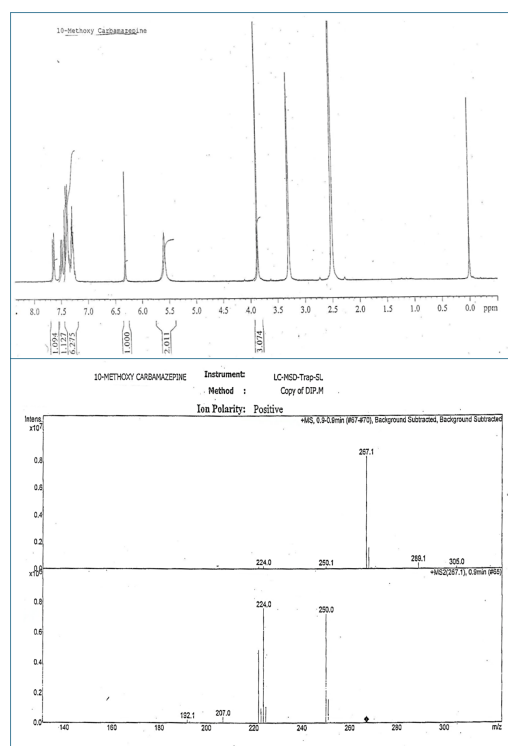 10-Methoxy Carbamazepine
8.0 7.5 7.0 6.5 6.0 5.5 5.0 4.5 4.0 3.5 3.0 2.5 2.0 1.5 1.0 0.5 0.0 ppm
1.094 1.127 6.275 1.000 2.011 3.074
10-METHOXY CARBAMAZEPINE Instrument: LC-MSD-Trap-SL
Method : Copy of DIP.M
Ion Polarity: Positive
Intens.
+MS, 0.9-0.9min (#67-#70), Background Subtracted, Background Subtracted
x10
267.1
0.8
0.6
0.4
0.2
224.0 250.1 289.1 305.0
0.0
x10
+MS2(267.1), 0.9min (#65)
224.0 250.0
0.8
0.6
0.4
0.2
192.1 207.0
0.0
140 160 180 200 220 240 260 280 300 m/z